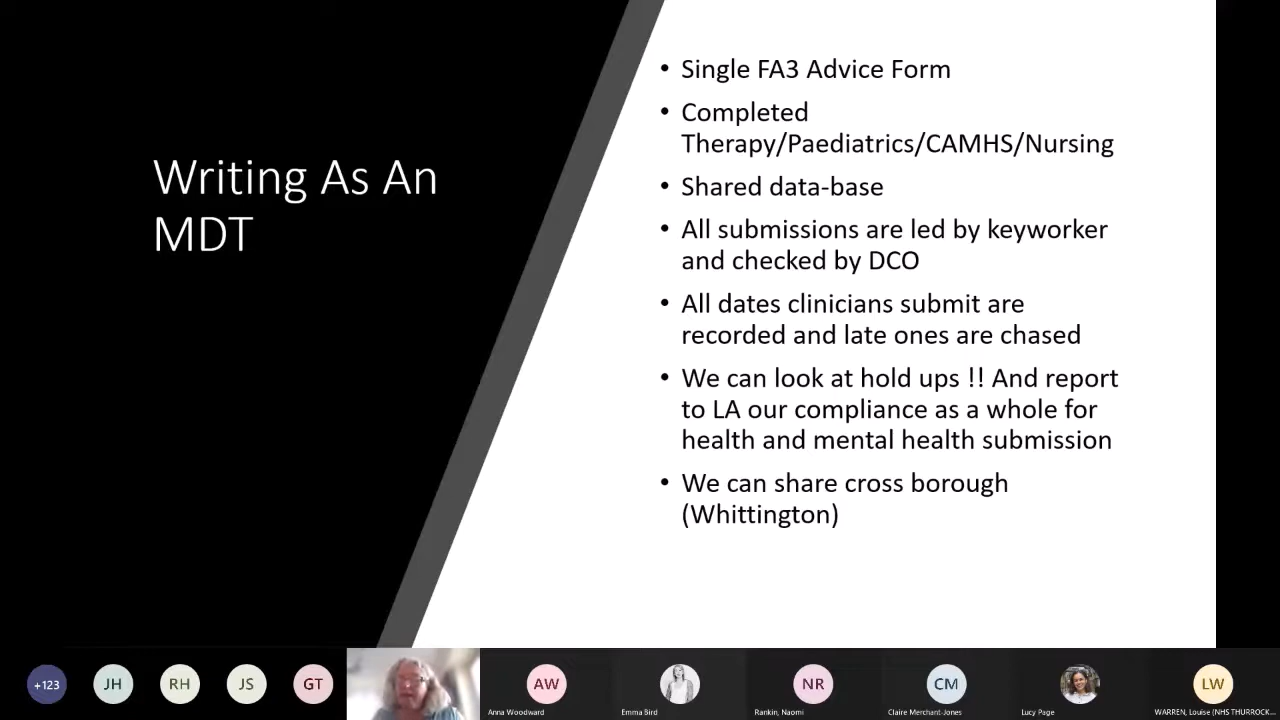 Writing As An
MDT
• Single FA3 Advice Form
• Completed
Therapy/Paediatrics/CAMHS/Nursing
• Shared data-base
• All submissions are led by keyworker
and checked by DCO
• All dates clinicians submit are
recorded and late ones are chased
• We can look at hold ups !! And report
to LA our compliance as a whole for
health and mental health submission
• We can share cross borough
(Whittington)
+123
JH
RH
JS
GT
AW
NR
CM
LW
Anna Woodward
Emma Bird
Rankin, Naomi
Claire Merchant-Jones
Lucy Page
WARREN, Louise (NHS THURROCK...